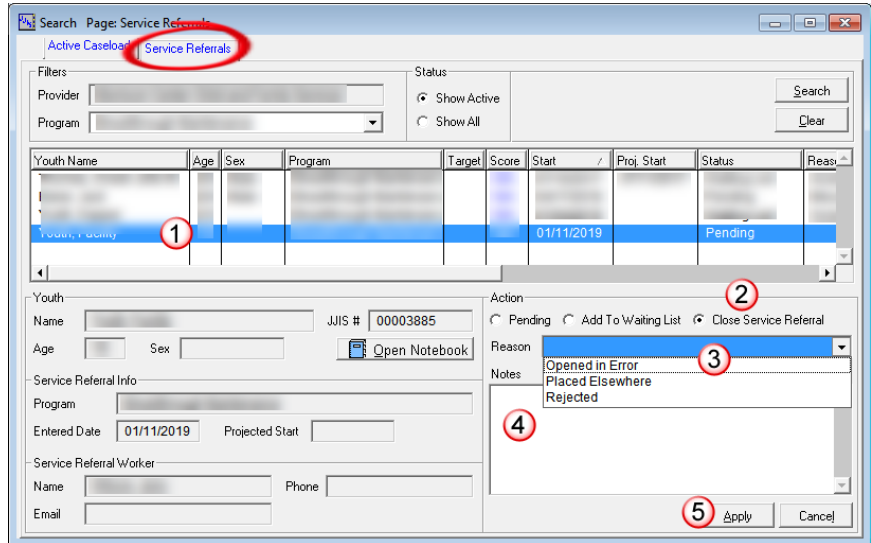 Search Page: Service Referrals
Active Caseload Service Referrals
Filters
Status
Provider
Show Active
Search
Program
Show All
Clear
Youth Name Age Sex Program Target Score Start / Proj. Start Status Reas
Youth, Facility 1 01/11/2019 Pending
Youth
Name JJIS # 00003885
Age Sex Open Notebook
Service Referral Info
Program
Entered Date 01/11/2019 Projected Start
Service Referral Worker
Name Phone
Email
Action
2
Pending Add To Waiting List Close Service Referral
Reason
3
Opened in Error
Placed Elsewhere
Rejected
Notes
4
5 Apply Cancel